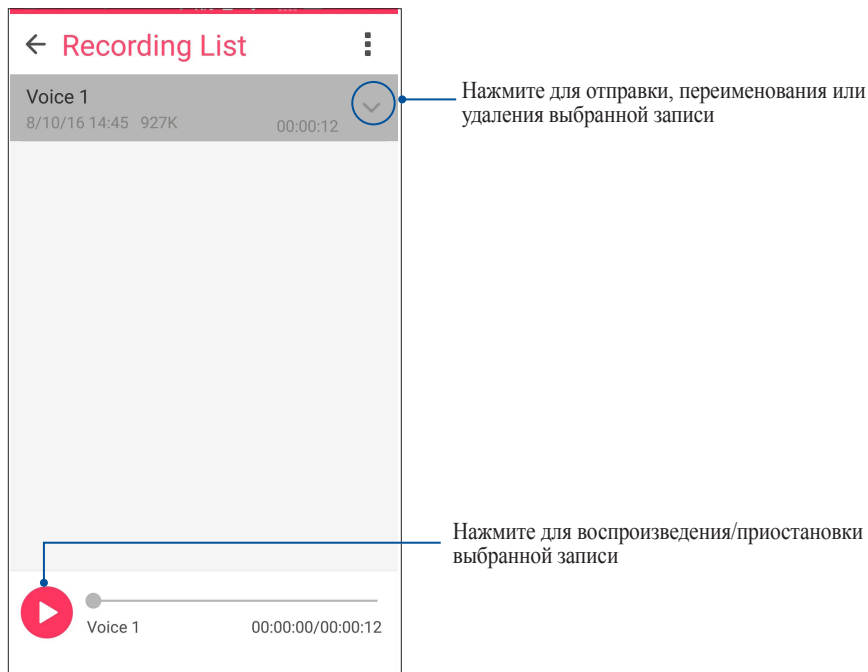 Recording List
Voice 1
8/10/16 14:45 927K
00:00:12
Нажмите для отправки, переименования или
удаления выбранной записи
Нажмите для воспроизведения/приостановки
выбранной записи
Voice 1
00:00:00/00:00:12